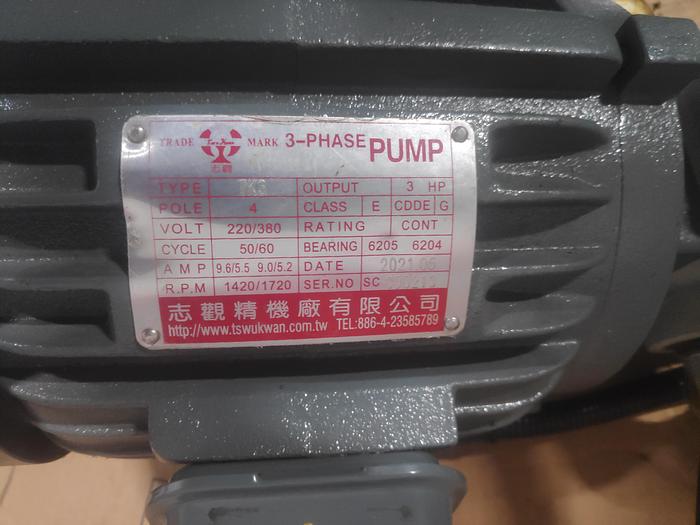 TRADE 志觀 MARK 3-PHASE PUMP
TYPE OUTPUT 3 HP
POLE 4 CLASS E CDDE G
VOLT 220/380 RATING CONT
CYCLE 50/60 BEARING 6205 6204
AMP 9.6/5.5 9.0/5.2 DATE 2021.05
R.P.M 1420/1720 SER.NO SC
志觀精機廠有限公司
http://www.tswukwan.com.tw TEL:886-4-23585789